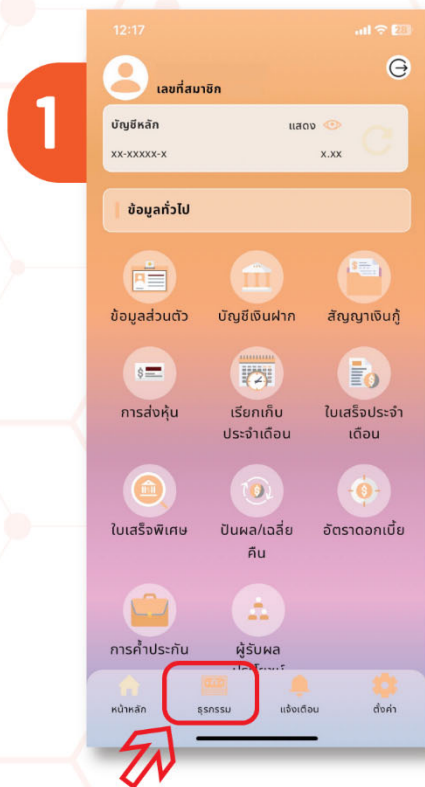 1
12:17
28
เลขที่สมาชิก
บัญชีหลัก แสดง
xx-xxxxx-x x.xx
ข้อมูลทั่วไป
ข้อมูลส่วนตัว บัญชีเงินฝาก สัญญาเงินกู้
การส่งหุ้น เรียกเก็บ ใบเสร็จประจำ
ประจำเดือน เดือน
ใบเสร็จพิเศษ ปันผล/เฉลี่ย อัตราดอกเบี้ย
คืน
การค้ำประกัน ผู้รับผล
หน้าหลัก ธุรกรรม แจ้งเตือน ตั้งค่า